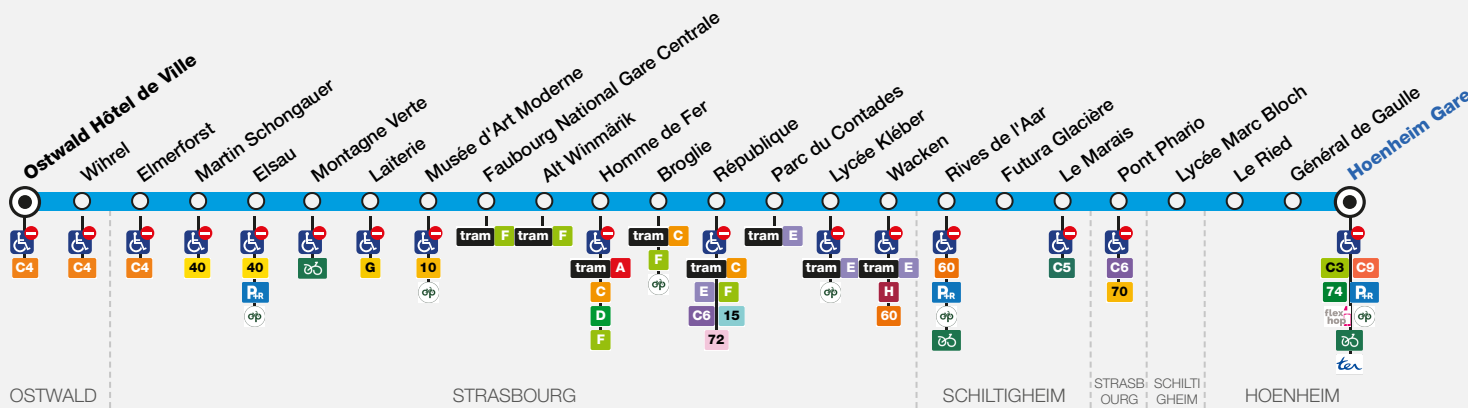 Ostwald Hôtel de Ville
Wihrel
Elmerforst
Martin Schongauer
Elsau
Montagne Verte
Laiterie
Musée d'Art Moderne
Faubourg National Gare Centrale
Alt Winmärik
Homme de Fer
Broglie
République
Parc du Contades
Lycée Kléber
Wacken
Rives de l'Aar
Futura Glacière
Le Marais
Pont Phario
Lycée Marc Bloch
Le Ried
Général de Gaulle
Hoenheim Gare
tram F tram F tram C tram E
C4 C4 C4 40 40 G 10 tram A F tram C tram E tram E 60 C5 C6 C3 C9
P+R C E F H P+R 70 74 P+R
D C6 15 60 flex
hop
F 72
ter
OSTWALD
STRASBOURG
SCHILTIGHEIM
STRASB
OURG
SCHILTI
GHEIM
HOENHEIM